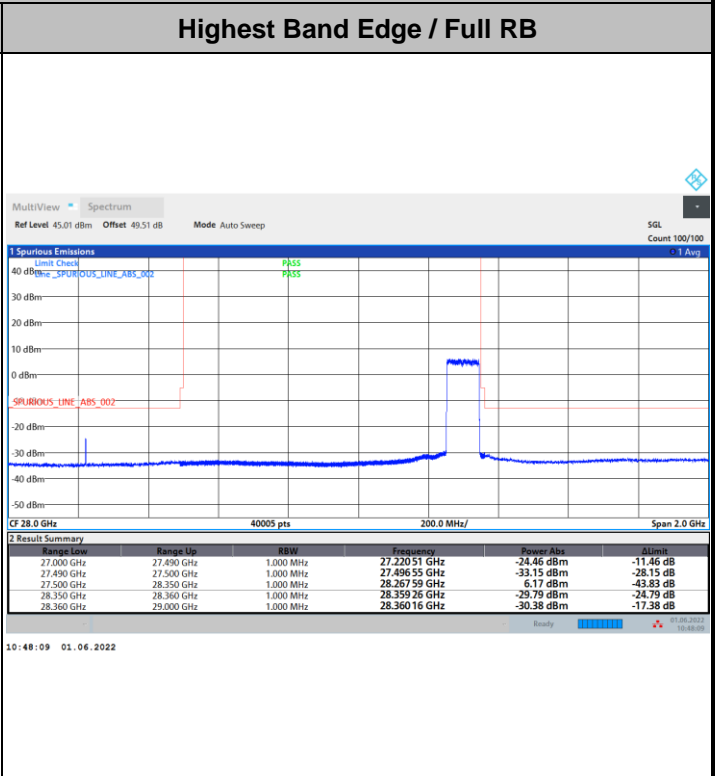 Highest Band Edge / Full RB
MultiView Spectrum
Ref Level 45.01 dBm Offset 49.51 dB Mode Auto Sweep SGL
Count 100/100
1 Spurious Emissions 1 Avg
Limit Check PASS
40 dBm Line _SPURIOUS_LINE_ABS_002 PASS
30 dBm
20 dBm
10 dBm
0 dBm
_SPURIOUS_LINE_ABS_002
-20 dBm
-30 dBm
-40 dBm
-50 dBm
CF 28.0 GHz 40005 pts 200.0 MHz/ Span 2.0 GHz
2 Result Summary
Range Low Range Up RBW Frequency Power Abs ΔLimit
27.000 GHz 27.490 GHz 1.000 MHz 27.220 51 GHz -24.46 dBm -11.46 dB
27.490 GHz 27.500 GHz 1.000 MHz 27.496 55 GHz -33.15 dBm -28.15 dB
27.500 GHz 28.350 GHz 1.000 MHz 28.267 59 GHz 6.17 dBm -43.83 dB
28.350 GHz 28.360 GHz 1.000 MHz 28.359 26 GHz -29.79 dBm -24.79 dB
28.360 GHz 29.000 GHz 1.000 MHz 28.360 16 GHz -30.38 dBm -17.38 dB
Ready 01.06.2022
10:48:09
10:48:09 01.06.2022